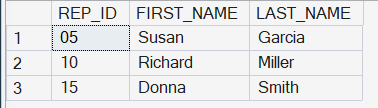 REP_ID FIRST_NAME LAST_NAME
1 05 Susan Garcia
2 10 Richard Miller
3 15 Donna Smith